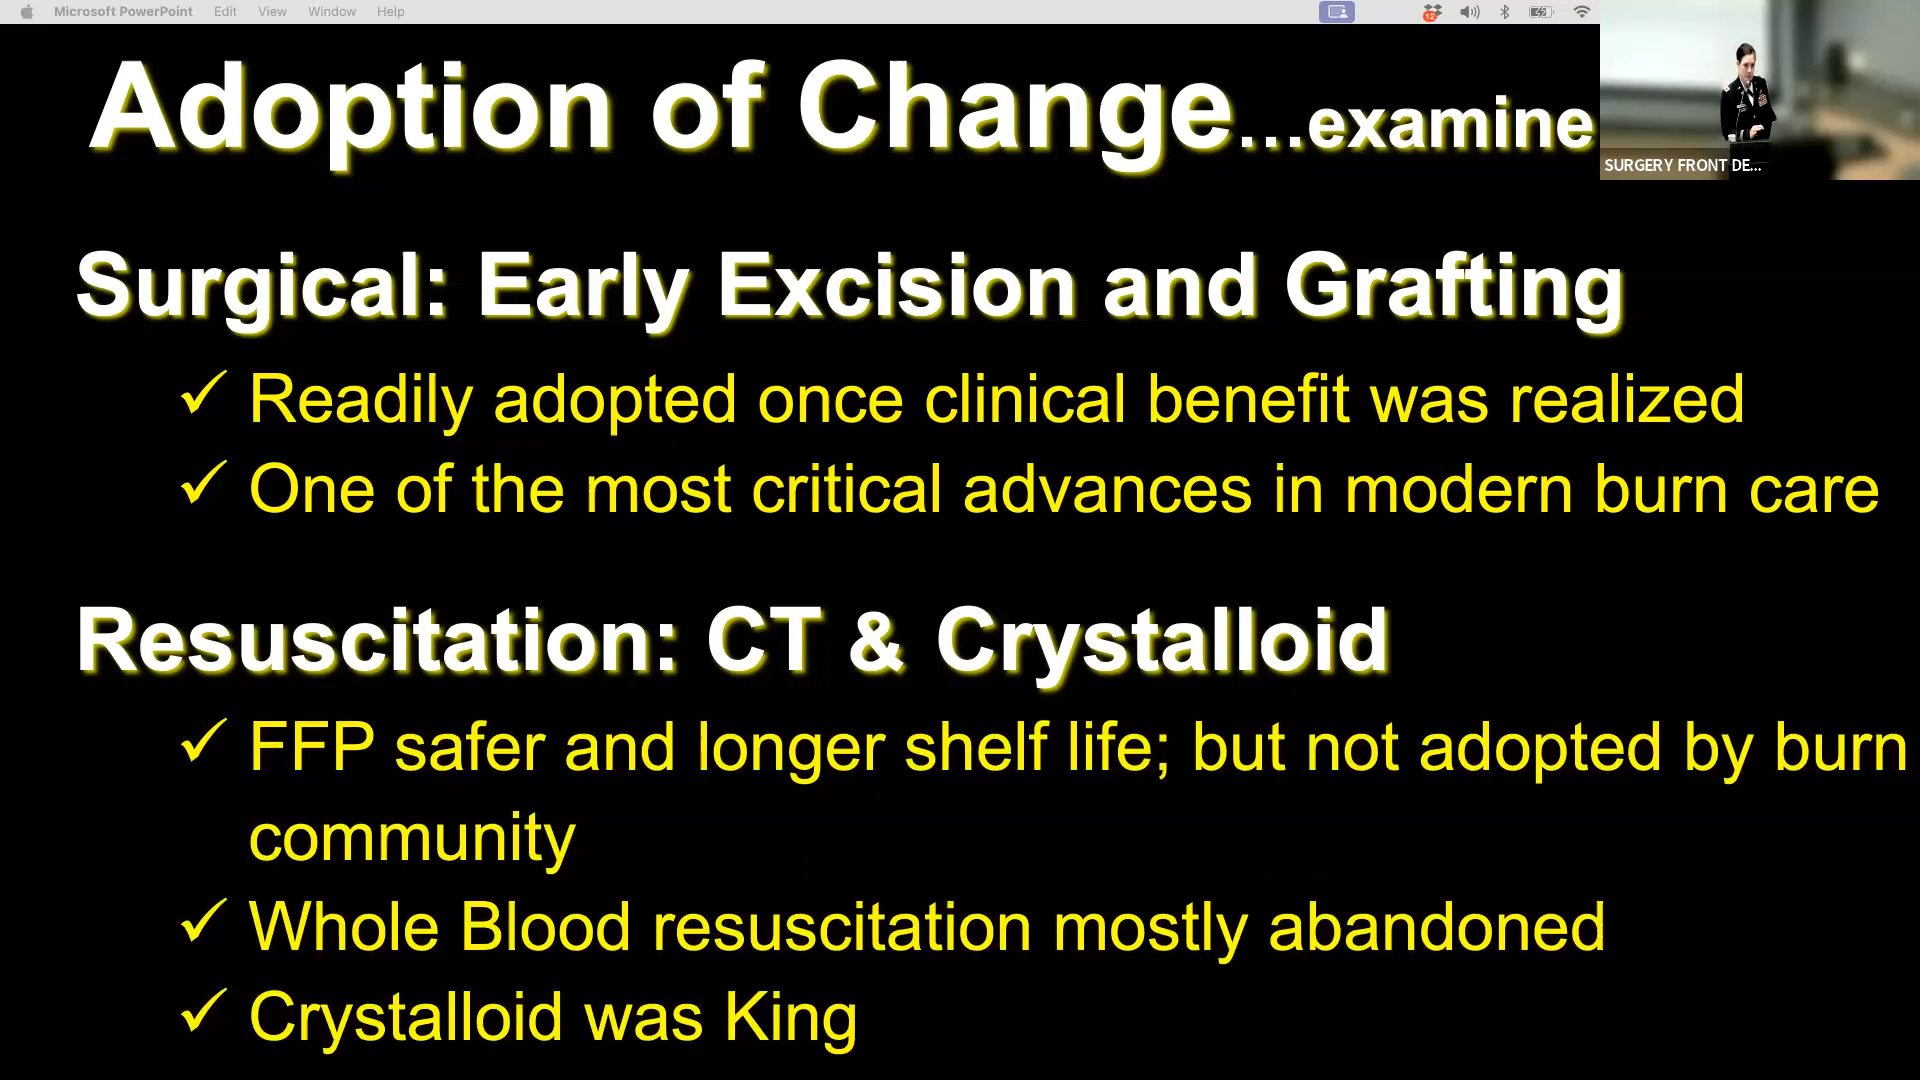 Microsoft PowerPoint Edit View Window Help
12
Adoption of Change...examine
SURGERY FRONT DE...
Surgical: Early Excision and Grafting
✓ Readily adopted once clinical benefit was realized
✓ One of the most critical advances in modern burn care
Resuscitation: CT & Crystalloid
✓ FFP safer and longer shelf life; but not adopted by burn
community
✓ Whole Blood resuscitation mostly abandoned
✓ Crystalloid was King